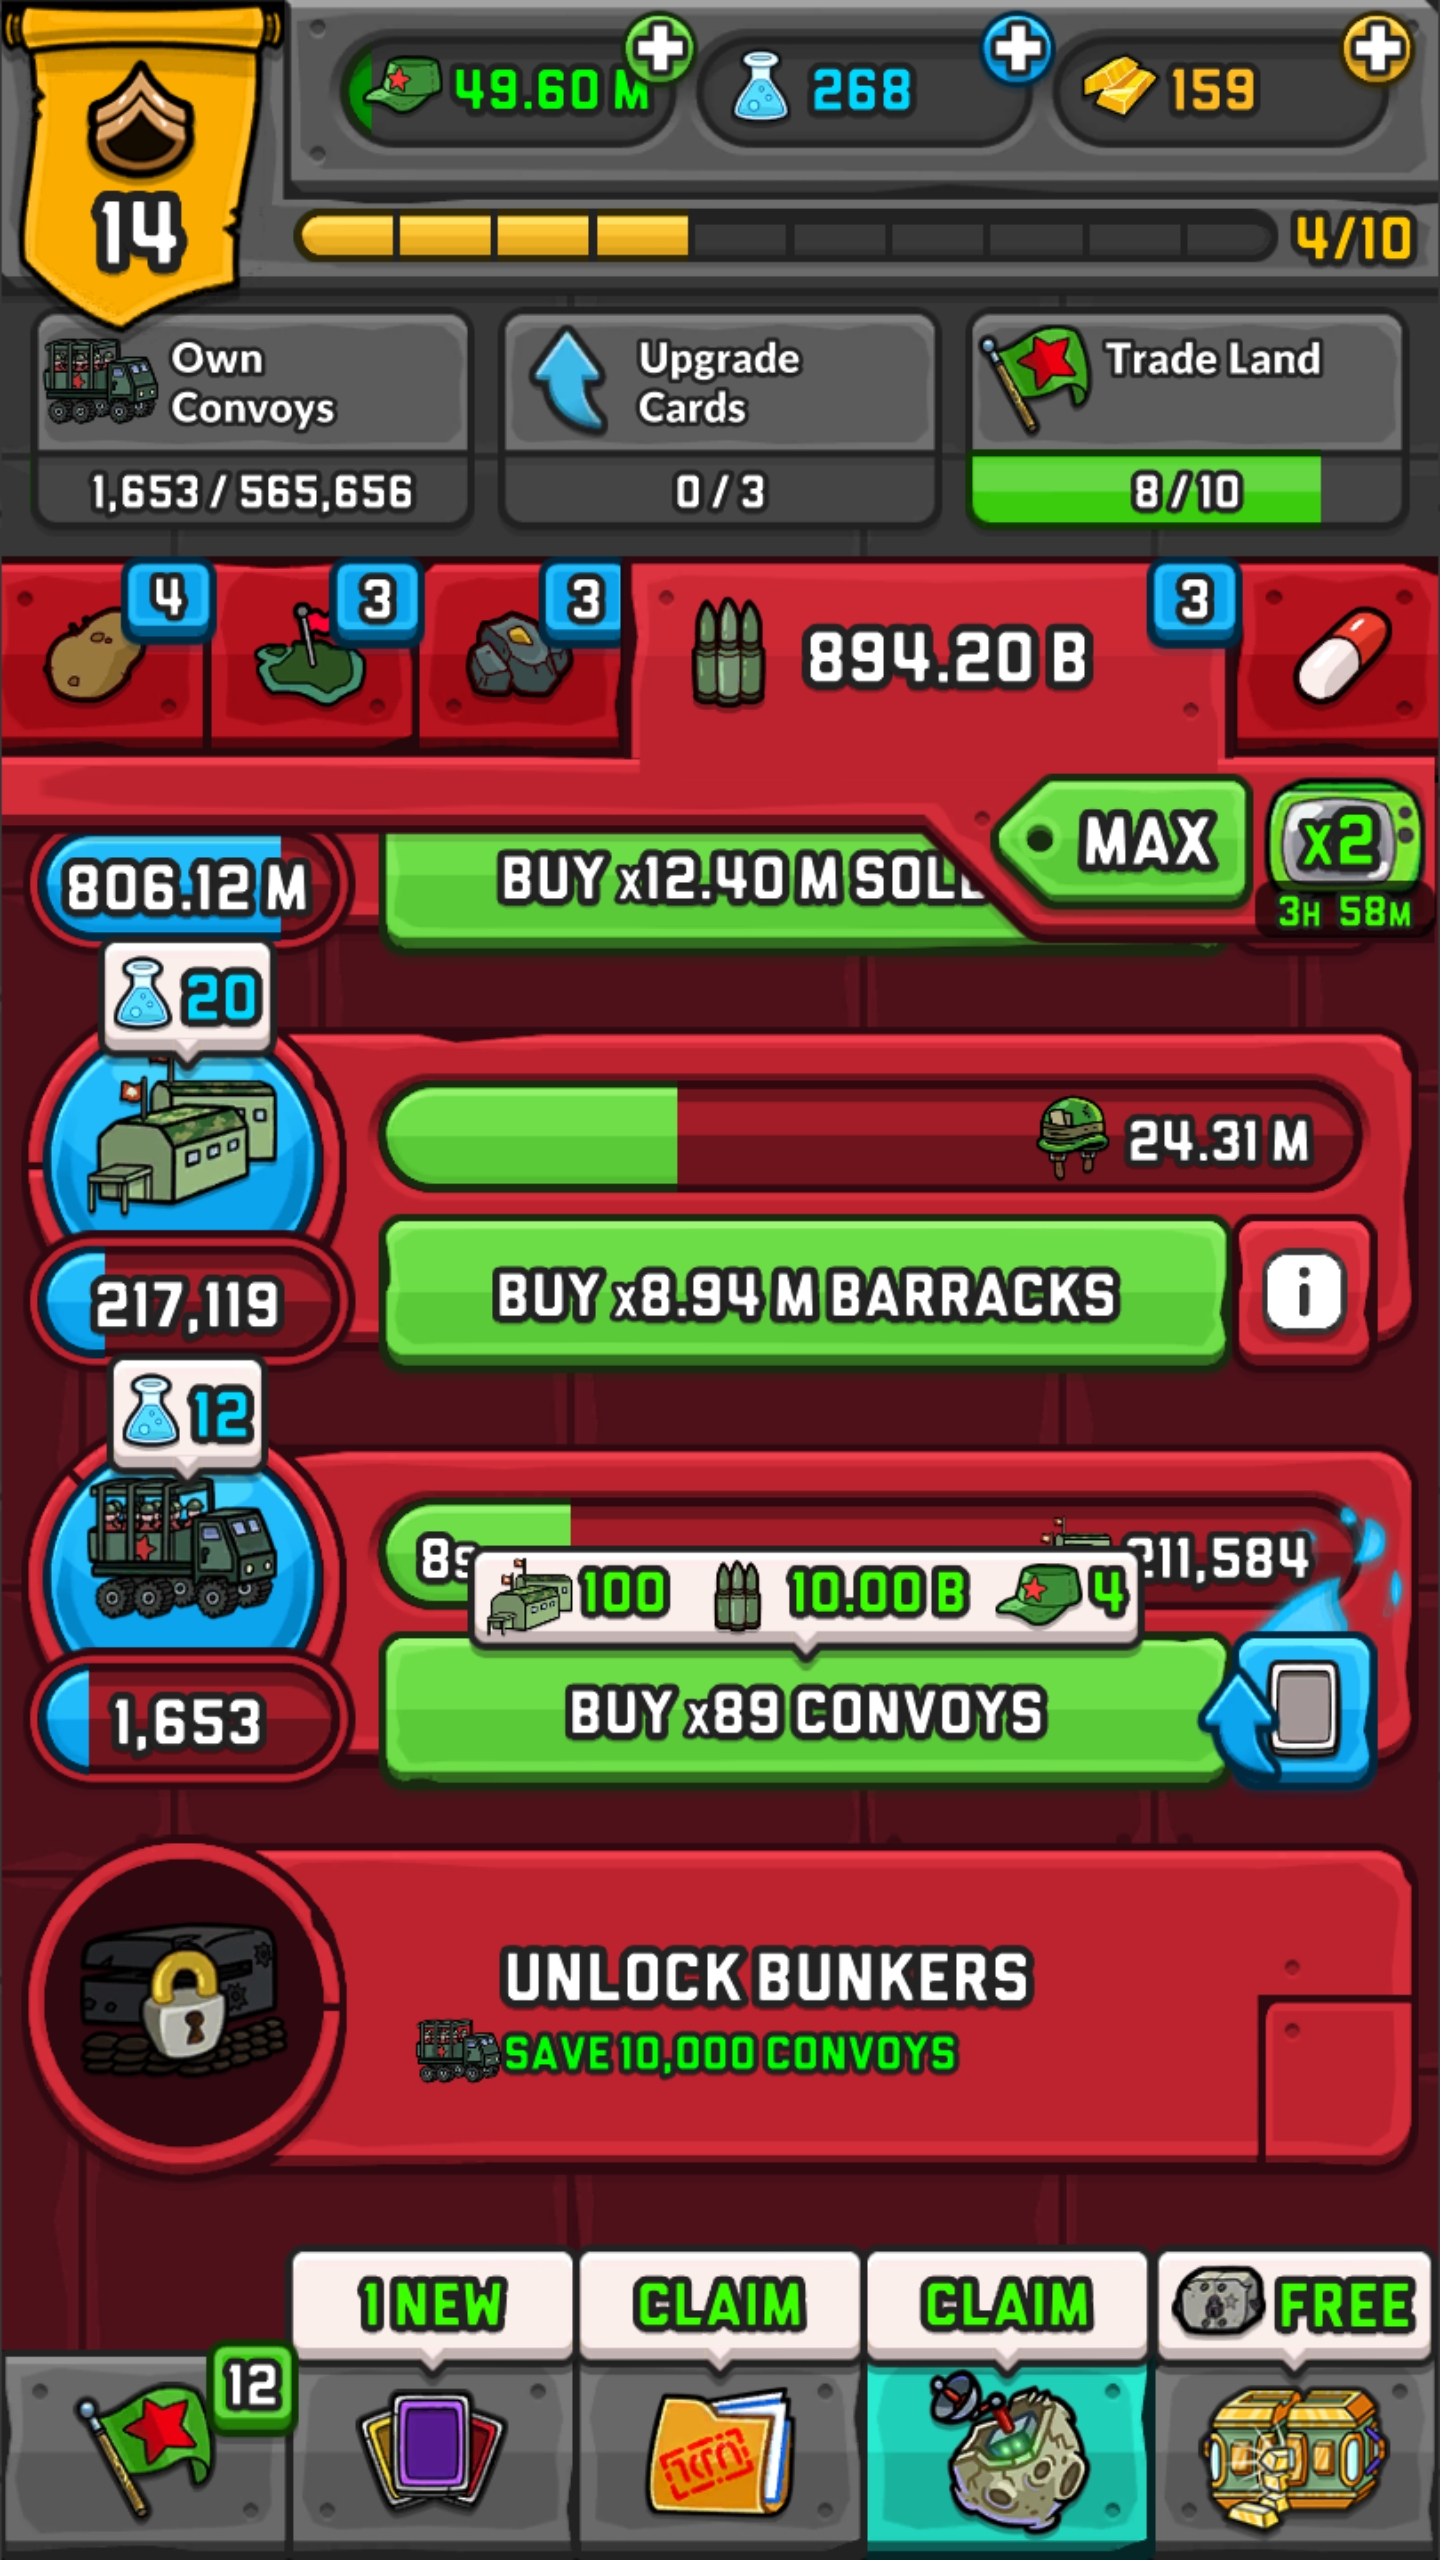 49.60 M
268
159
14
4/10
Own
Convoys
1,653 / 565,656
Upgrade
Cards
0 / 3
Trade Land
8 / 10
4
3
3
894.20 B
3
806.12 M
BUY x12.40 M SOL
MAX
x2
3H 58M
20
24.31 M
217,119
BUY x8.94 M BARRACKS
12
211,584
100
10.00 B
4
1,653
BUY x89 CONVOYS
UNLOCK BUNKERS
SAVE 10,000 CONVOYS
1 NEW
CLAIM
CLAIM
FREE
12